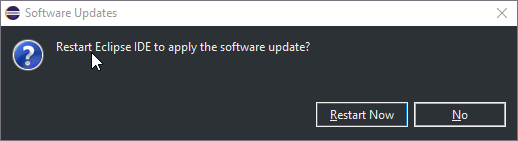 Software Updates
Restart Eclipse IDE to apply the software update?
Restart Now
No